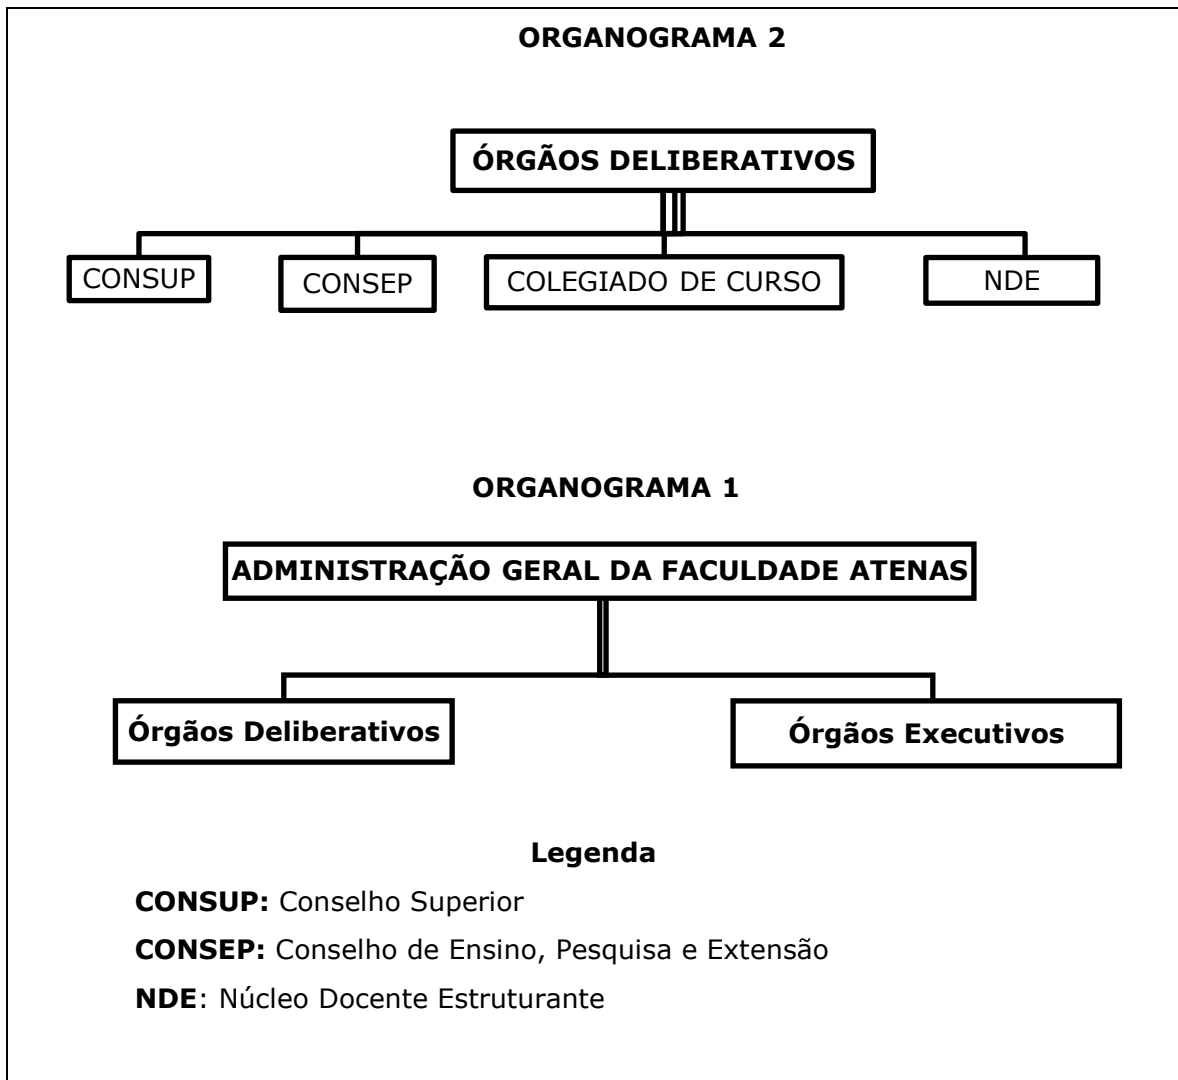 ORGANOGRAMA 2
ÓRGÃOS DELIBERATIVOS
CONSUP
CONSEP
COLEGIADO DE CURSO
NDE
ORGANOGRAMA 1
ADMINISTRAÇÃO GERAL DA FACULDADE ATENAS
Órgãos Deliberativos
Órgãos Executivos
Legenda
CONSUP: Conselho Superior
CONSEP: Conselho de Ensino, Pesquisa e Extensão
NDE: Núcleo Docente Estruturante